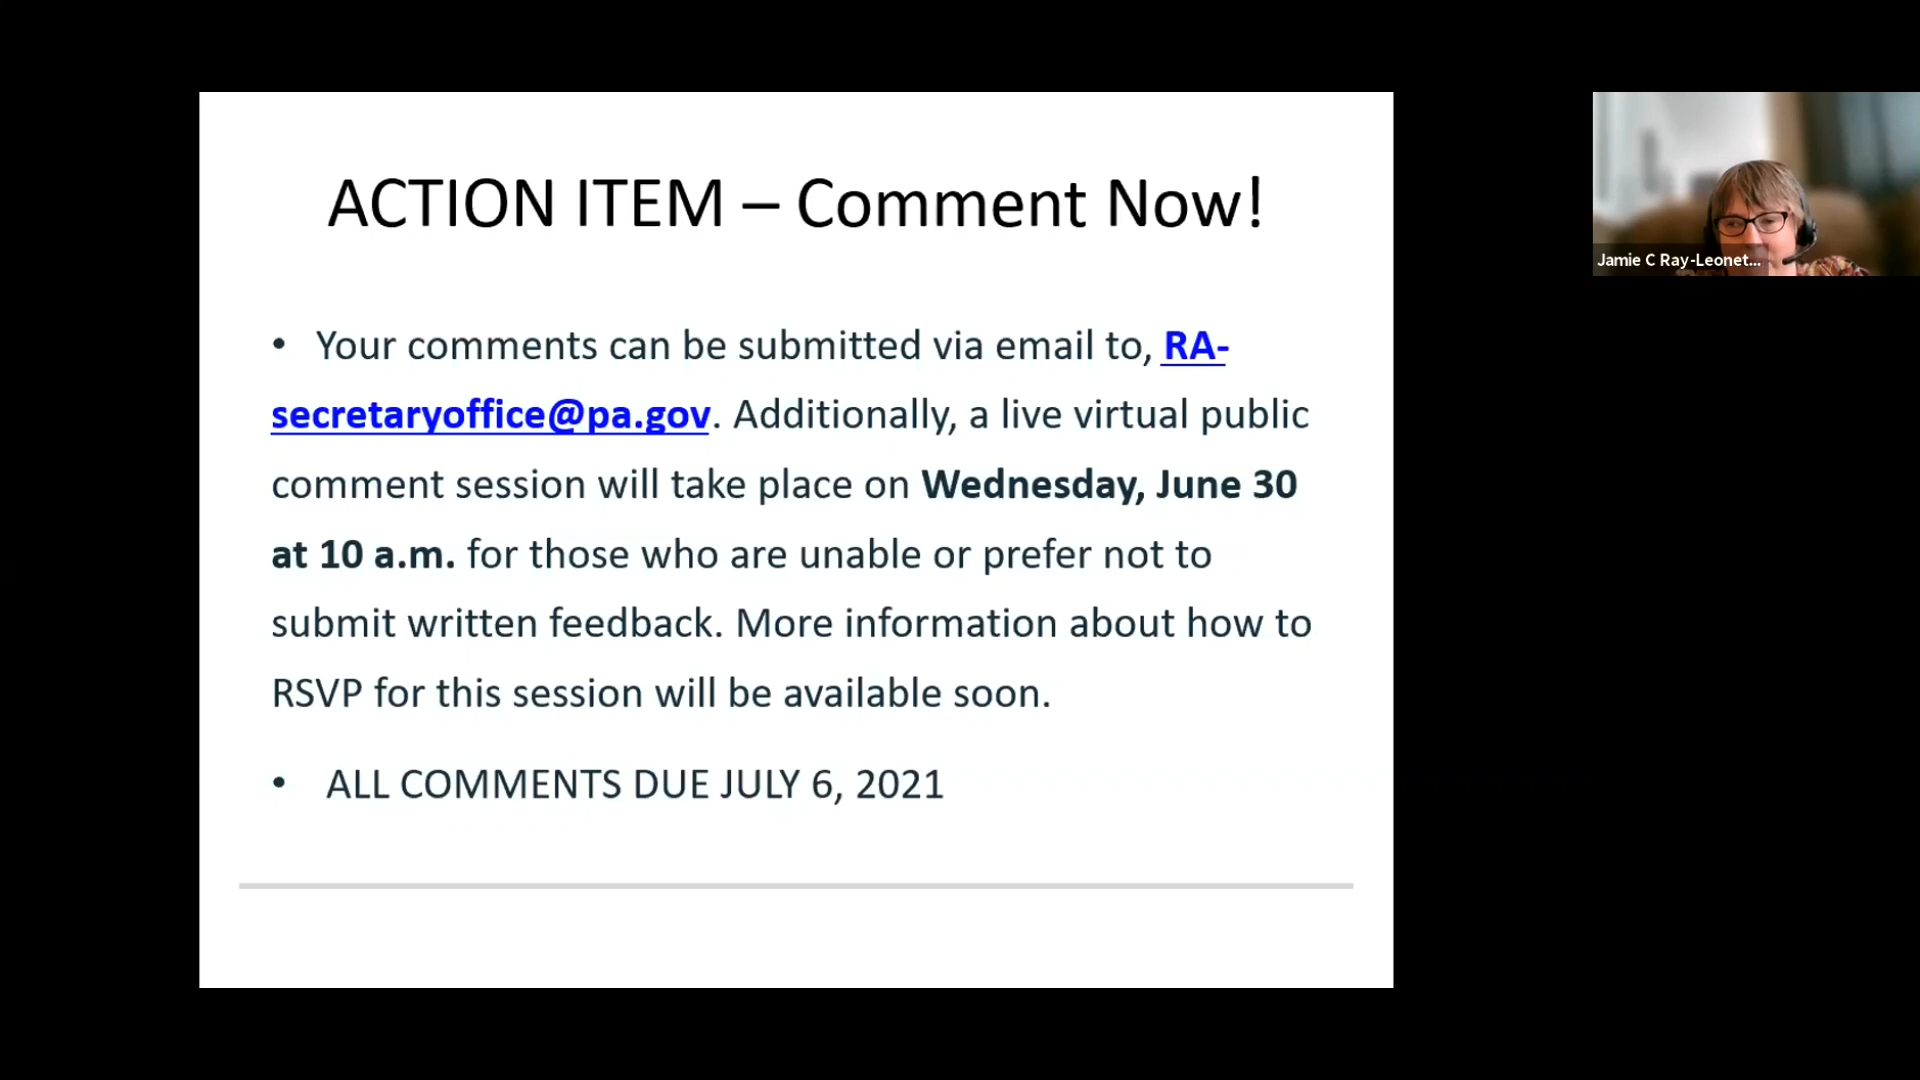 ACTION ITEM – Comment Now!
• Your comments can be submitted via email to, RA-
secretaryoffice@pa.gov. Additionally, a live virtual public
comment session will take place on Wednesday, June 30
at 10 a.m. for those who are unable or prefer not to
submit written feedback. More information about how to
RSVP for this session will be available soon.
• ALL COMMENTS DUE JULY 6, 2021
Jamie C Ray-Leonet...